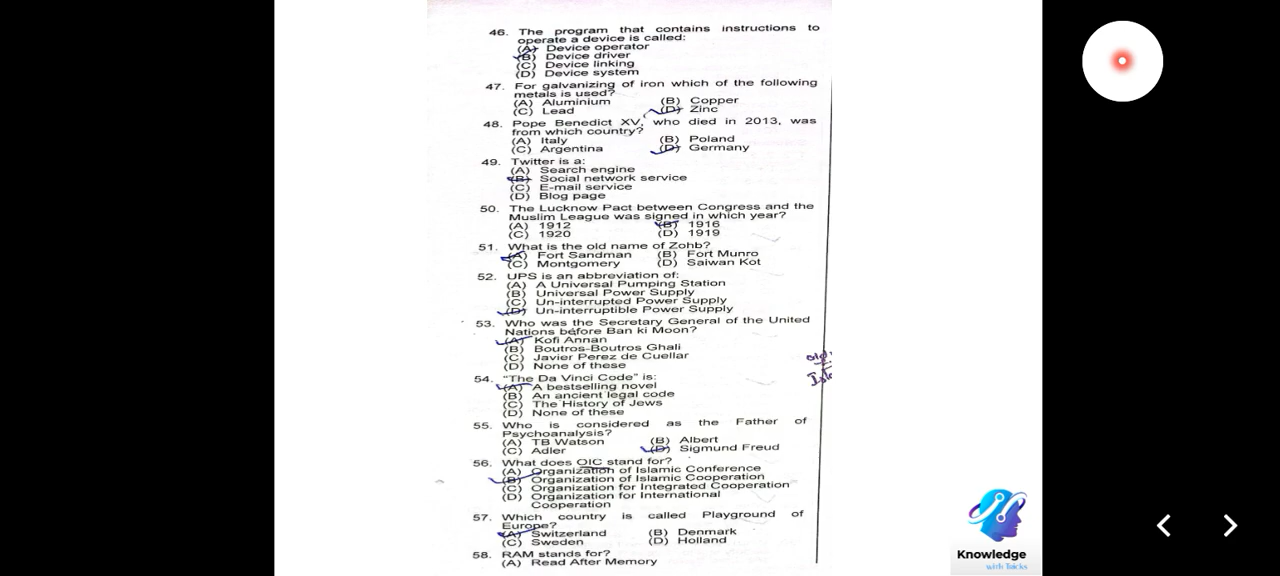 46. The program that contains instructions to
operate a device is called:
(A) Device operator
(B) Device driver
(C) Device linking
(D) Device system
47. For galvanizing of iron which of the following
metals is used?
(A) Aluminium (B) Copper
(C) Lead (D) Zinc
48. Pope Benedict XV, who died in 2013, was
from which country?
(A) Italy (B) Poland
(C) Argentina (D) Germany
49. Twitter is a:
(A) Search engine
(B) Social network service
(C) E-mail service
(D) Blog page
50. The Lucknow Pact between Congress and the
Muslim League was signed in which year?
(A) 1912 (B) 1916
(C) 1920 (D) 1919
51. What is the old name of Zohb?
(A) Fort Sandman (B) Fort Munro
(C) Montgomery (D) Saiwan Kot
52. UPS is an abbreviation of:
(A) A Universal Pumping Station
(B) Universal Power Supply
(C) Un-interrupted Power Supply
(D) Un-interruptible Power Supply
53. Who was the Secretary General of the United
Nations before Ban ki Moon?
(A) Kofi Annan
(B) Boutros-Boutros Ghali
(C) Javier Perez de Cuellar
(D) None of these
54. "The Da Vinci Code" is:
(A) A bestselling novel
(B) An ancient legal code
(C) The History of Jews
(D) None of these
55. Who is considered as the Father of
Psychoanalysis?
(A) TB Watson (B) Albert
(C) Adler (D) Sigmund Freud
56. What does OIC stand for?
(A) Organization of Islamic Conference
(B) Organization of Islamic Cooperation
(C) Organization for Integrated Cooperation
(D) Organization for International
Cooperation
57. Which country is called Playground of
Europe?
(A) Switzerland (B) Denmark
(C) Sweden (D) Holland
58. RAM stands for?
(A) Read After Memory
Knowledge
with Tricks